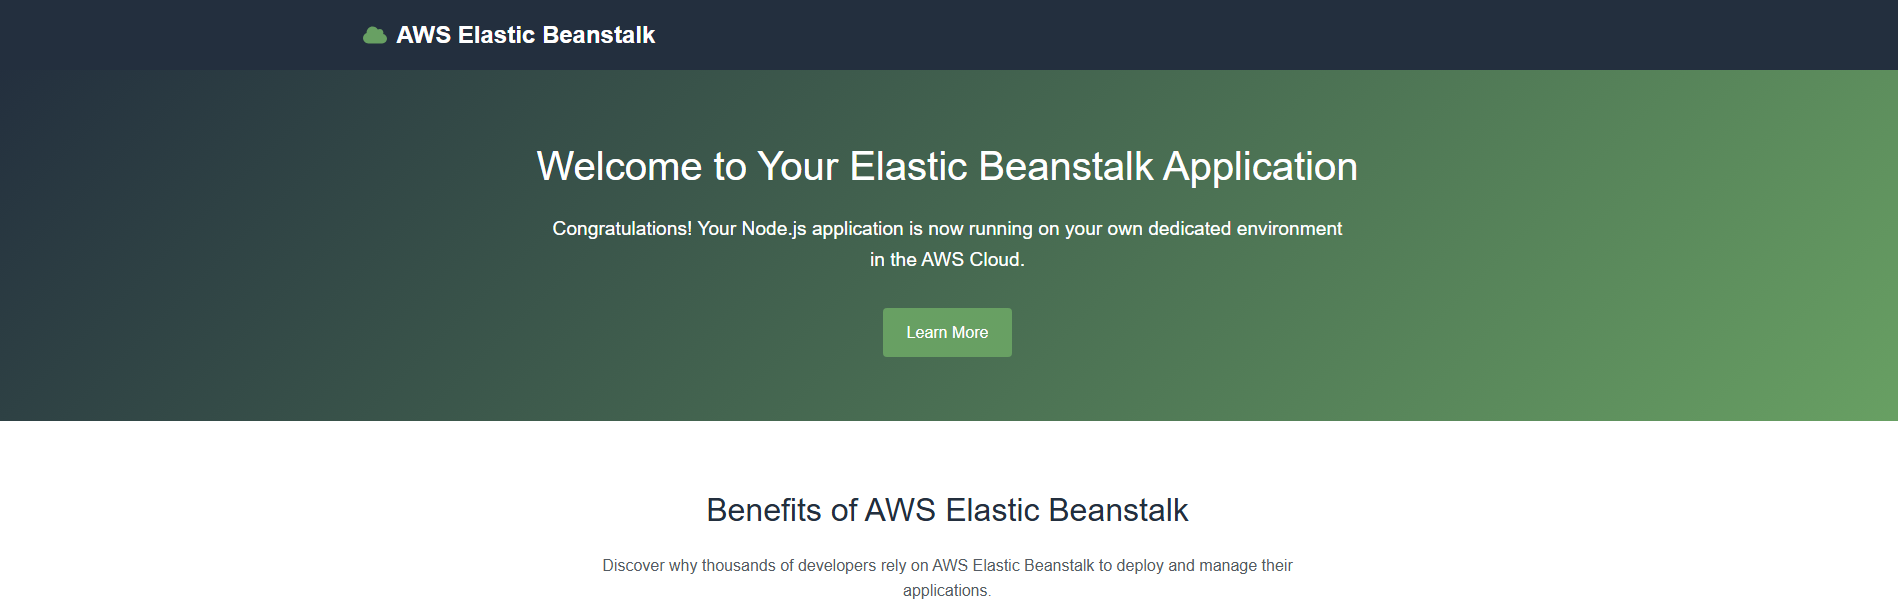 AWS Elastic Beanstalk
Welcome to Your Elastic Beanstalk Application
Congratulations! Your Node.js application is now running on your own dedicated environment
in the AWS Cloud.
Learn More
Benefits of AWS Elastic Beanstalk
Discover why thousands of developers rely on AWS Elastic Beanstalk to deploy and manage their
applications.